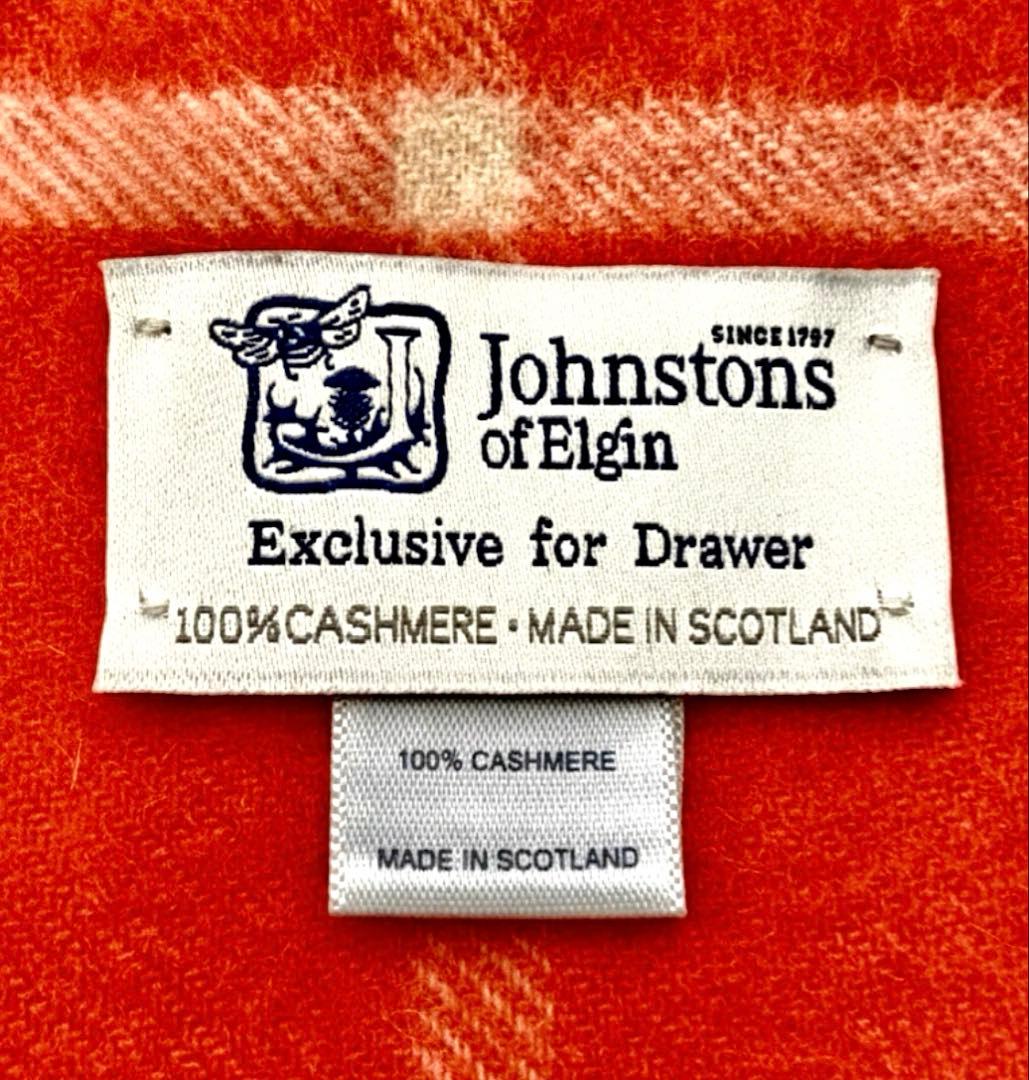 SINCE 1797
Johnstons
of Elgin
Exclusive for Drawer
100% CASHMERE · MADE IN SCOTLAND
100% CASHMERE
MADE IN SCOTLAND